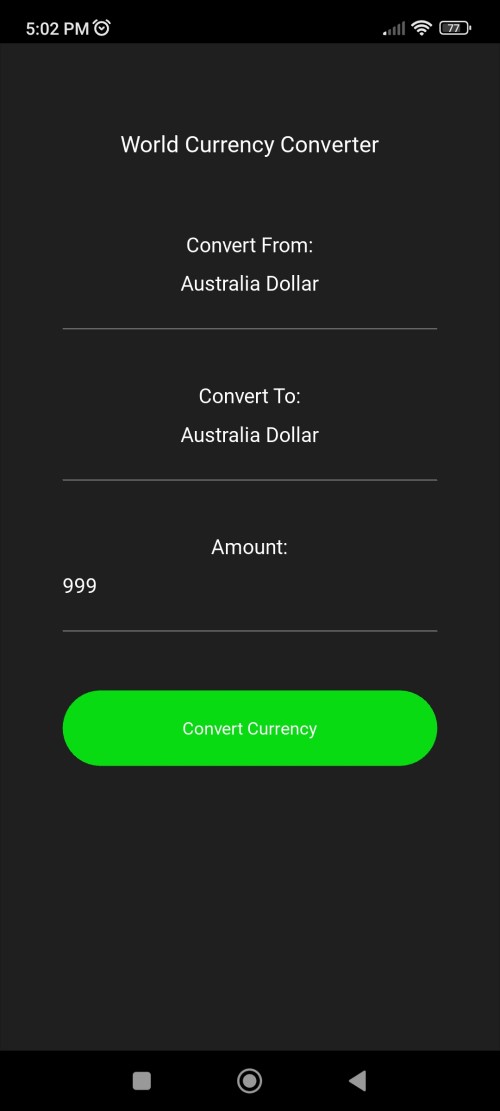 5:02 PM
77
World Currency Converter
Convert From:
Australia Dollar
Convert To:
Australia Dollar
Amount:
999
Convert Currency